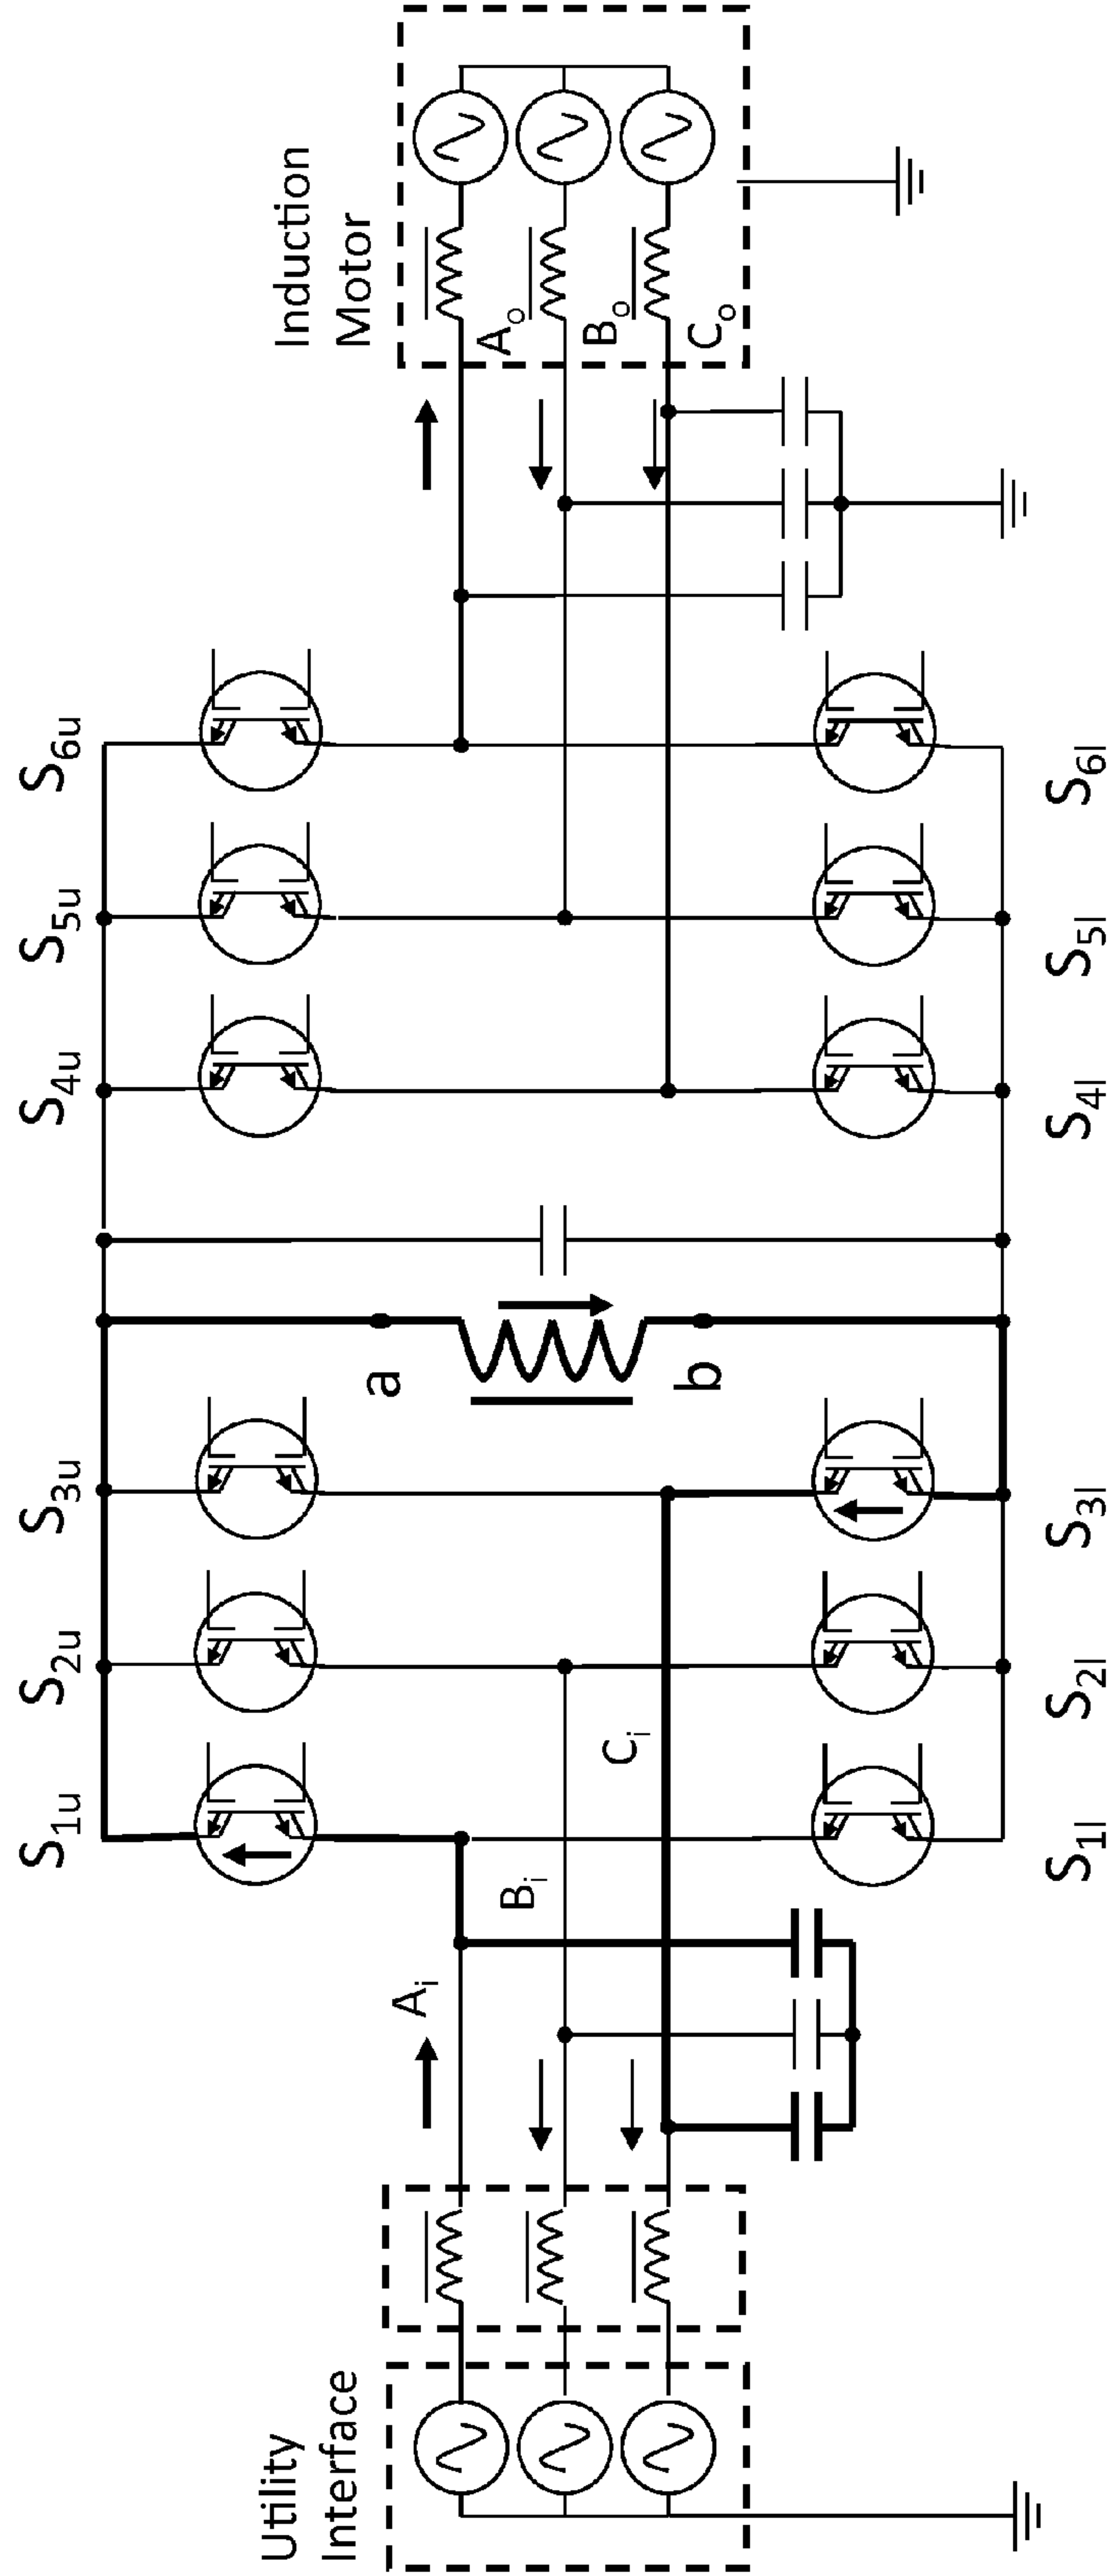 Utility
Interface
Induction
Motor
S1u
S2u
S3u
S4u
S5u
S6u
Ai
Bi
Ci
a
b
Ao
Bo
Co
S1l
S2l
S3l
S4l
S5l
S6l